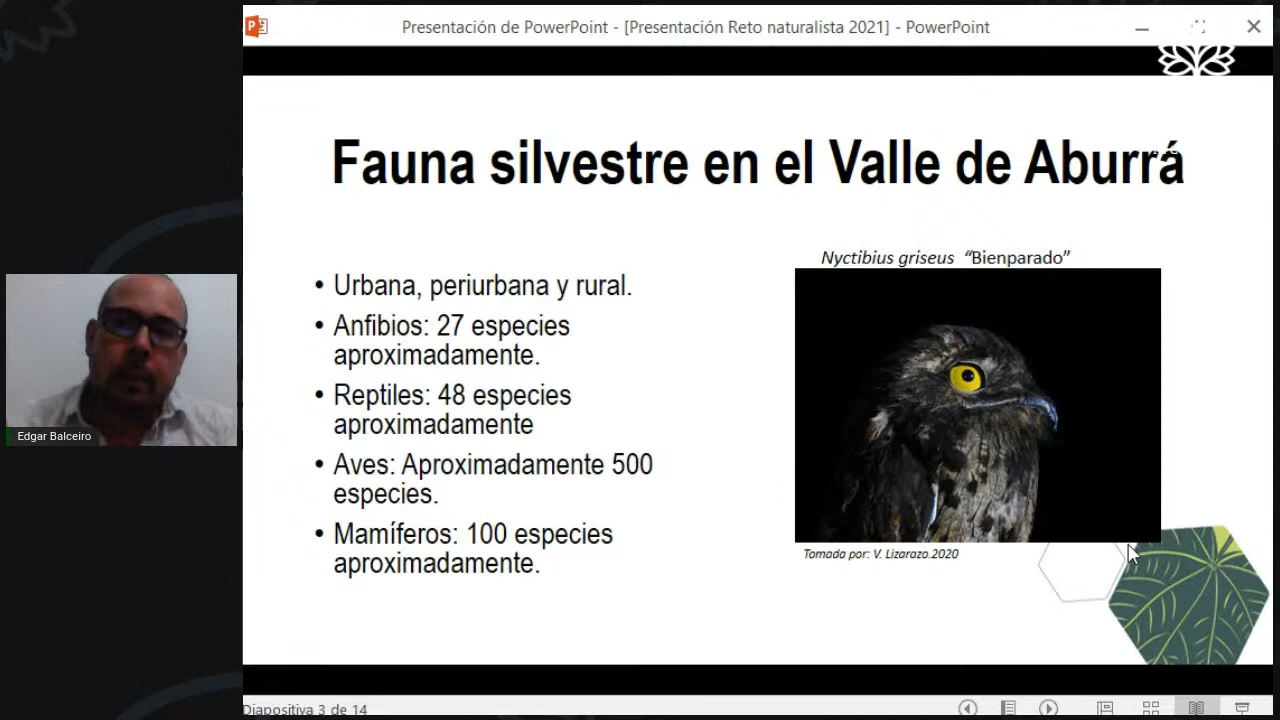 Presentación de PowerPoint - [Presentación Reto naturalista 2021] - PowerPoint
Fauna silvestre en el Valle de Aburrá
Nyctibius griseus “Bienparado”
• Urbana, periurbana y rural.
• Anfibios: 27 especies
aproximadamente.
• Reptiles: 48 especies
aproximadamente
• Aves: Aproximadamente 500
especies.
• Mamíferos: 100 especies
aproximadamente.
Tomada por: V. Lizarazo.2020
Edgar Balceiro
Diapositiva 3 de 14